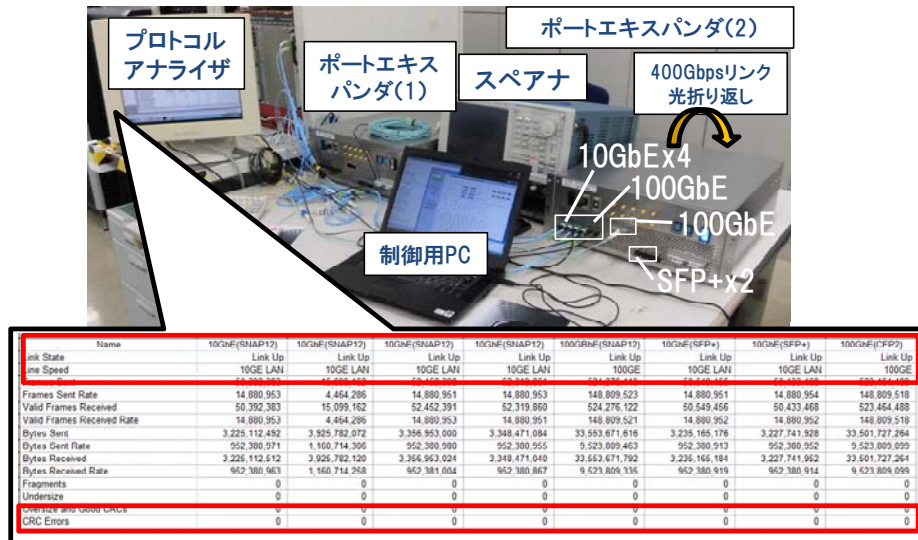 ポートエキスパンダ(2)
プロトコル
アナライザ
ポートエキス
パンダ(1)
スペアナ
400Gbpsリンク
光折り返し
10GbEx4
100GbE
100GbE
SFP+x2
制御用PC
Name 10GbE(SNAP12) 10GbE(SNAP12) 10GbE(SNAP12) 10GbE(SNAP12) 10GbE(SFP+) 10GbE(SFP+) 100GbE(CFP2)
Link State Link Up Link Up Link Up Link Up Link Up Link Up Link Up Link Up
Line Speed 10GE LAN 10GE LAN 10GE LAN 10GE LAN 100GE 10GE LAN 10GE LAN 100GE
Frames Sent
Frames Sent Rate 14,880,953 4,464,286 14,880,951 14,880,953 148,809,523 14,880,951 14,880,954 148,809,518
Valid Frames Received 50,392,383 15,099,162 52,452,391 52,319,860 524,276,122 50,549,456 50,433,468 523,464,488
Valid Frames Received Rate 14,880,953 4,464,286 14,880,953 14,880,951 148,809,521 14,880,952 14,880,952 148,809,518
Bytes Sent 3,225,112,492 3,925,782,072 3,356,953,000 3,348,471,084 33,553,671,616 3,235,165,176 3,227,741,928 33,501,727,264
Bytes Sent Rate 952,380,971 1,160,714,306 952,380,980 952,380,955 9,523,809,463 952,380,913 952,380,952 9,523,809,099
Bytes Received 3,225,112,512 3,925,782,120 3,356,953,024 3,348,471,040 33,553,671,792 3,235,165,184 3,227,741,952 33,501,727,264
Bytes Received Rate 952,380,963 1,160,714,258 952,381,004 952,380,867 9,523,809,335 952,380,919 952,380,914 9,523,809,099
Fragments 0 0 0 0 0 0 0 0
Undersize 0 0 0 0 0 0 0 0
Oversize and Good CRCs 0 0 0 0 0 0 0 0
CRC Errors 0 0 0 0 0 0 0 0